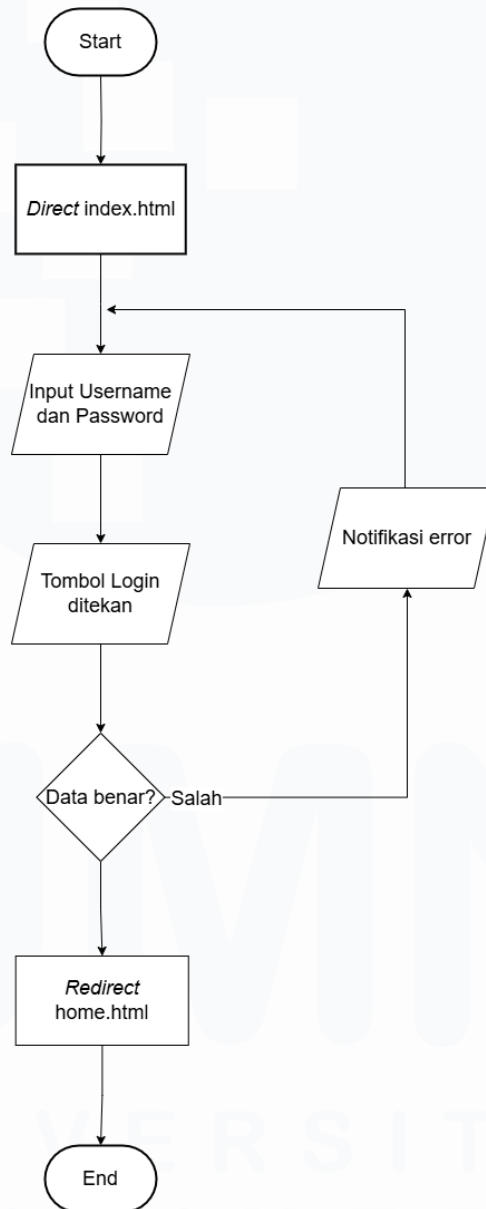 Start
Direct index.html
Input Username
dan Password
Tombol Login
ditekan
Notifikasi error
Data benar?
Salah
Redirect
home.html
End